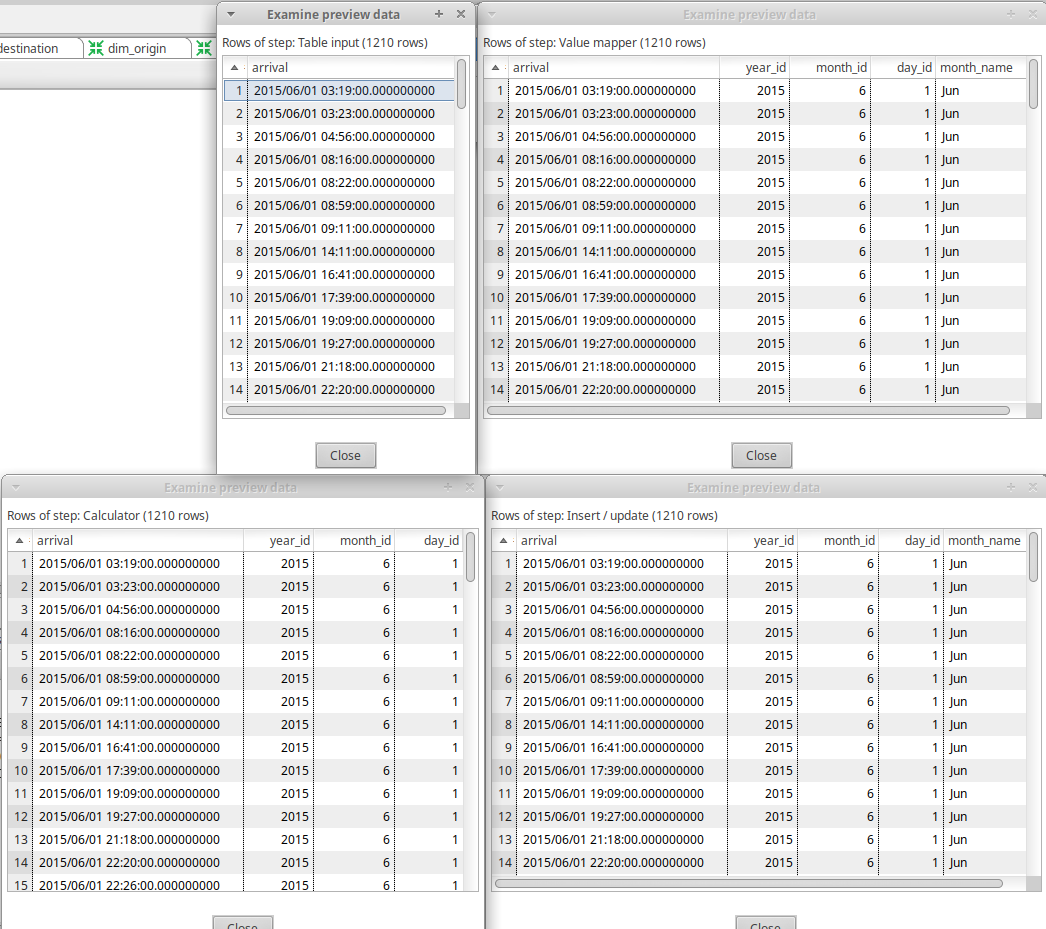 Examine preview data
Examine preview data
destination
dim_origin
Rows of step: Table input (1210 rows)
arrival
1 2015/06/01 03:19:00.000000000
2 2015/06/01 03:23:00.000000000
3 2015/06/01 04:56:00.000000000
4 2015/06/01 08:16:00.000000000
5 2015/06/01 08:22:00.000000000
6 2015/06/01 08:59:00.000000000
7 2015/06/01 09:11:00.000000000
8 2015/06/01 14:11:00.000000000
9 2015/06/01 16:41:00.000000000
10 2015/06/01 17:39:00.000000000
11 2015/06/01 19:09:00.000000000
12 2015/06/01 19:27:00.000000000
13 2015/06/01 21:18:00.000000000
14 2015/06/01 22:20:00.000000000
Close
Rows of step: Value mapper (1210 rows)
arrival year_id month_id day_id month_name
1 2015/06/01 03:19:00.000000000 2015 6 1 Jun
2 2015/06/01 03:23:00.000000000 2015 6 1 Jun
3 2015/06/01 04:56:00.000000000 2015 6 1 Jun
4 2015/06/01 08:16:00.000000000 2015 6 1 Jun
5 2015/06/01 08:22:00.000000000 2015 6 1 Jun
6 2015/06/01 08:59:00.000000000 2015 6 1 Jun
7 2015/06/01 09:11:00.000000000 2015 6 1 Jun
8 2015/06/01 14:11:00.000000000 2015 6 1 Jun
9 2015/06/01 16:41:00.000000000 2015 6 1 Jun
10 2015/06/01 17:39:00.000000000 2015 6 1 Jun
11 2015/06/01 19:09:00.000000000 2015 6 1 Jun
12 2015/06/01 19:27:00.000000000 2015 6 1 Jun
13 2015/06/01 21:18:00.000000000 2015 6 1 Jun
14 2015/06/01 22:20:00.000000000 2015 6 1 Jun
Close
Examine preview data
Rows of step: Calculator (1210 rows)
arrival year_id month_id day_id
1 2015/06/01 03:19:00.000000000 2015 6 1
2 2015/06/01 03:23:00.000000000 2015 6 1
3 2015/06/01 04:56:00.000000000 2015 6 1
4 2015/06/01 08:16:00.000000000 2015 6 1
5 2015/06/01 08:22:00.000000000 2015 6 1
6 2015/06/01 08:59:00.000000000 2015 6 1
7 2015/06/01 09:11:00.000000000 2015 6 1
8 2015/06/01 14:11:00.000000000 2015 6 1
9 2015/06/01 16:41:00.000000000 2015 6 1
10 2015/06/01 17:39:00.000000000 2015 6 1
11 2015/06/01 19:09:00.000000000 2015 6 1
12 2015/06/01 19:27:00.000000000 2015 6 1
13 2015/06/01 21:18:00.000000000 2015 6 1
14 2015/06/01 22:20:00.000000000 2015 6 1
15 2015/06/01 22:26:00.000000000 2015 6 1
Close
Examine preview data
Rows of step: Insert / update (1210 rows)
arrival year_id month_id day_id month_name
1 2015/06/01 03:19:00.000000000 2015 6 1 Jun
2 2015/06/01 03:23:00.000000000 2015 6 1 Jun
3 2015/06/01 04:56:00.000000000 2015 6 1 Jun
4 2015/06/01 08:16:00.000000000 2015 6 1 Jun
5 2015/06/01 08:22:00.000000000 2015 6 1 Jun
6 2015/06/01 08:59:00.000000000 2015 6 1 Jun
7 2015/06/01 09:11:00.000000000 2015 6 1 Jun
8 2015/06/01 14:11:00.000000000 2015 6 1 Jun
9 2015/06/01 16:41:00.000000000 2015 6 1 Jun
10 2015/06/01 17:39:00.000000000 2015 6 1 Jun
11 2015/06/01 19:09:00.000000000 2015 6 1 Jun
12 2015/06/01 19:27:00.000000000 2015 6 1 Jun
13 2015/06/01 21:18:00.000000000 2015 6 1 Jun
14 2015/06/01 22:20:00.000000000 2015 6 1 Jun
Close